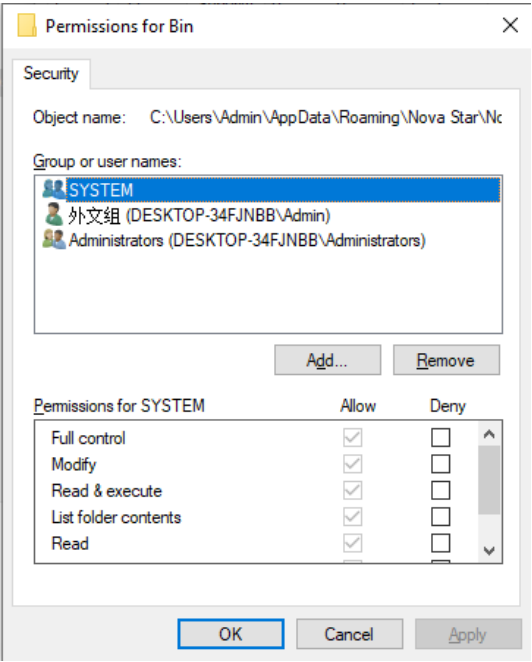 Permissions for Bin
Security
Object name: C:\Users\Admin\AppData\Roaming\Nova Star\Nc
Group or user names:
SYSTEM
外文组 (DESKTOP-34FJNBB\Admin)
Administrators (DESKTOP-34FJNBB\Administrators)
Add... Remove
Permissions for SYSTEM Allow Deny
Full control
Modify
Read & execute
List folder contents
Read
OK Cancel Apply